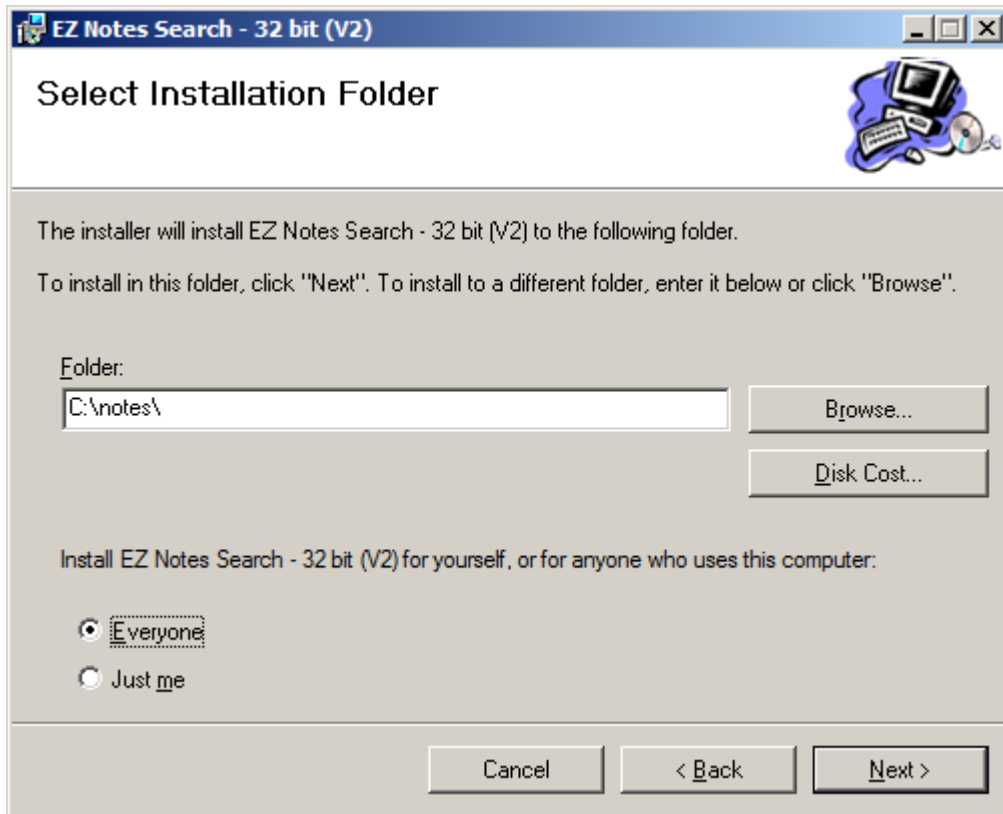 EZ Notes Search - 32 bit (V2)
Select Installation Folder
The installer will install EZ Notes Search - 32 bit (V2) to the following folder.
To install in this folder, click "Next". To install to a different folder, enter it below or click "Browse".
Folder:
C:\notes\
Browse...
Disk Cost...
Install EZ Notes Search - 32 bit (V2) for yourself, or for anyone who uses this computer:
Everyone
Just me
Cancel
< Back
Next >